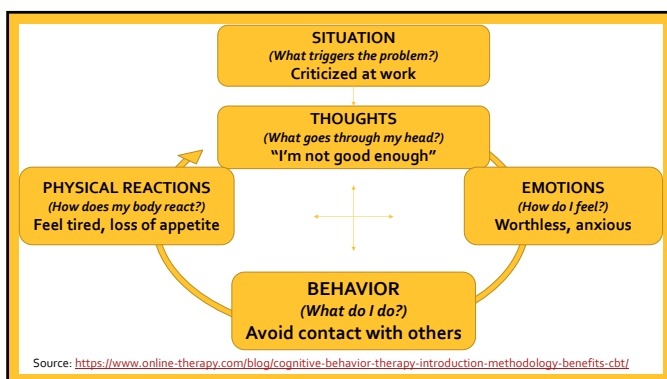 SITUATION
(What triggers the problem?)
Criticized at work
THOUGHTS
(What goes through my head?)
“I’m not good enough”
PHYSICAL REACTIONS
(How does my body react?)
Feel tired, loss of appetite
EMOTIONS
(How do I feel?)
Worthless, anxious
BEHAVIOR
(What do I do?)
Avoid contact with others
Source: https://www.online-therapy.com/blog/cognitive-behavior-therapy-introduction-methodology-benefits-cbt/